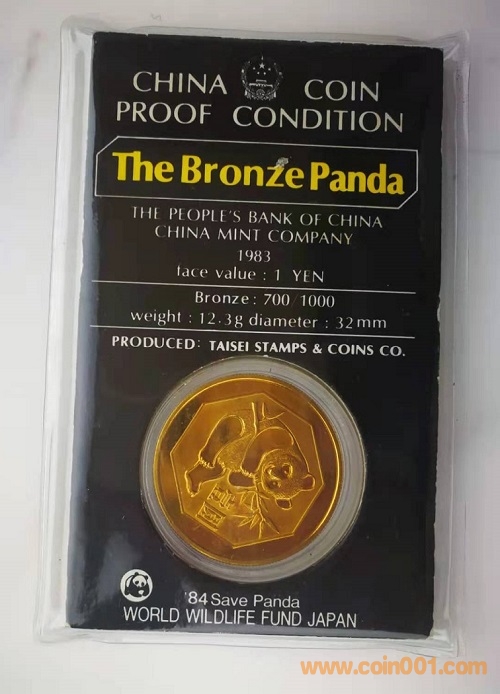 CHINA COIN
PROOF CONDITION
The Bronze Panda
THE PEOPLE'S BANK OF CHINA
CHINA MINT COMPANY
1983
face value : 1 YEN
Bronze : 700/1000
weight : 12.3g diameter : 32mm
PRODUCED: TAISEI STAMPS & COINS CO.
'84 Save Panda
WORLD WILDLIFE FUND JAPAN
www.coin001.com